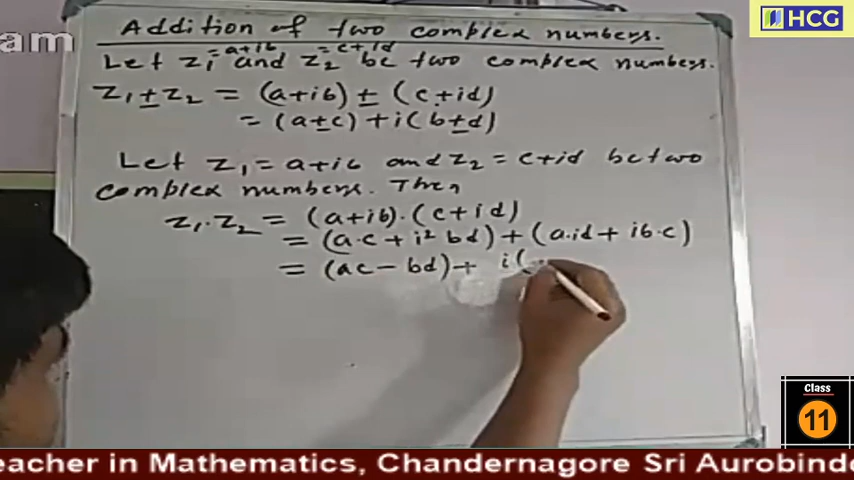 Addition of two complex numbers.
=a+ib =c+id
Let z₁ and z₂ be two complex numbers.
z₁ ± z₂ = (a+ib) ± (c+id)
= (a±c) + i(b±d)
Let z₁ = a+ib and z₂ = c+id be two
complex numbers. Then
z₁.z₂ = (a+ib).(c+id)
= (a.c + i² bd) + (a.id + ib.c)
= (ac - bd) + i(
am
HCG
Class
11
eacher in Mathematics, Chandernagore Sri Aurobindo